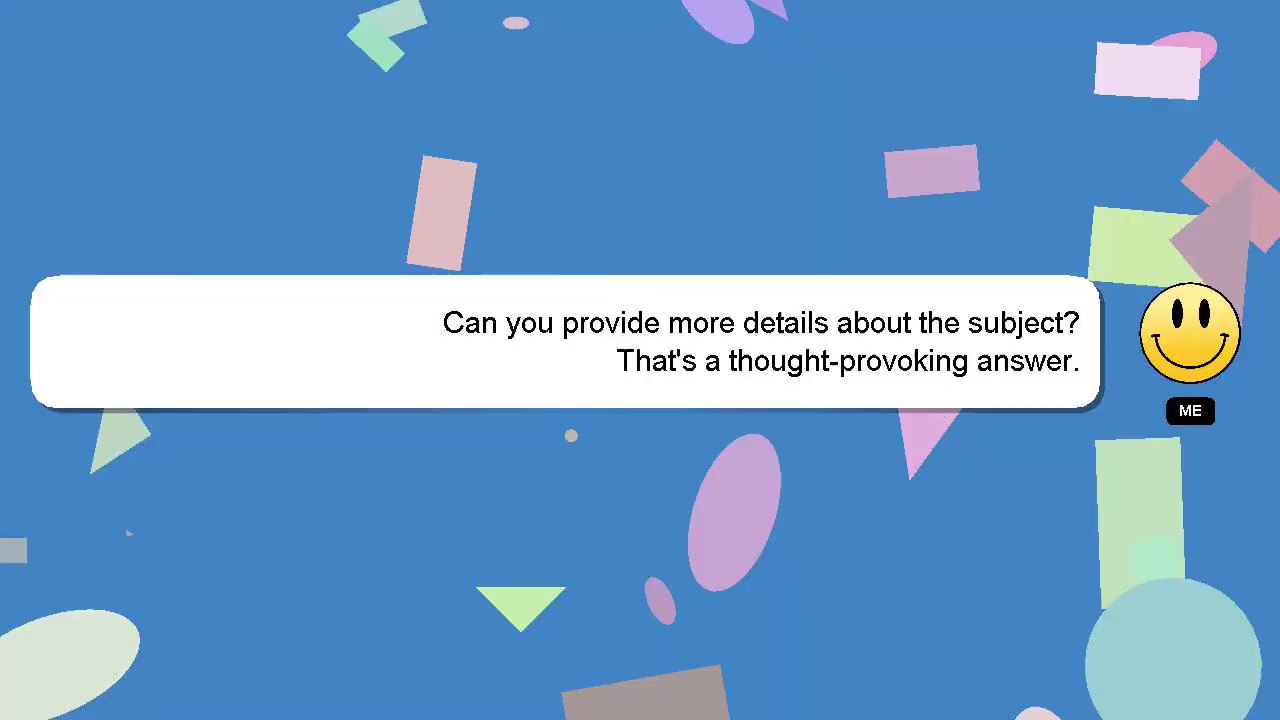 Can you provide more details about the subject?
That's a thought-provoking answer.
ME